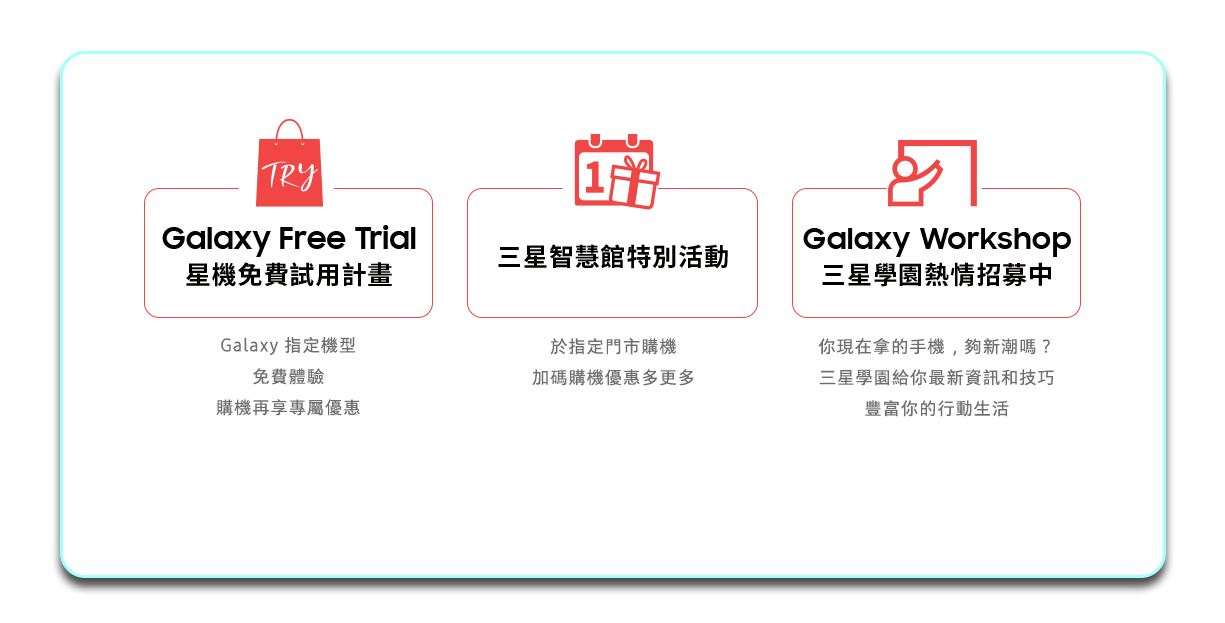 TRY
Galaxy Free Trial
星機免費試用計畫
Galaxy 指定機型
免費體驗
購機再享專屬優惠
1
三星智慧館特別活動
於指定門市購機
加碼購機優惠多更多
Galaxy Workshop
三星學園熱情招募中
你現在拿的手機，夠新潮嗎？
三星學園給你最新資訊和技巧
豐富你的行動生活